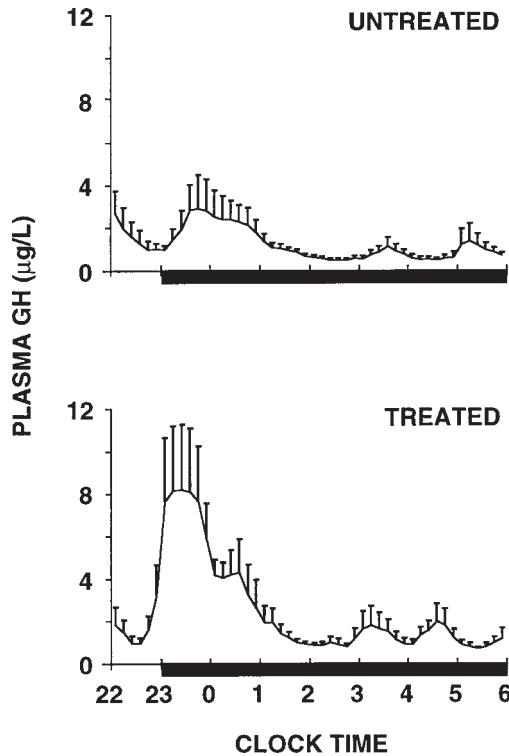 UNTREATED
12
8
4
0
PLASMA GH (µg/L)
TREATED
12
8
4
0
22 23 0 1 2 3 4 5 6
CLOCK TIME